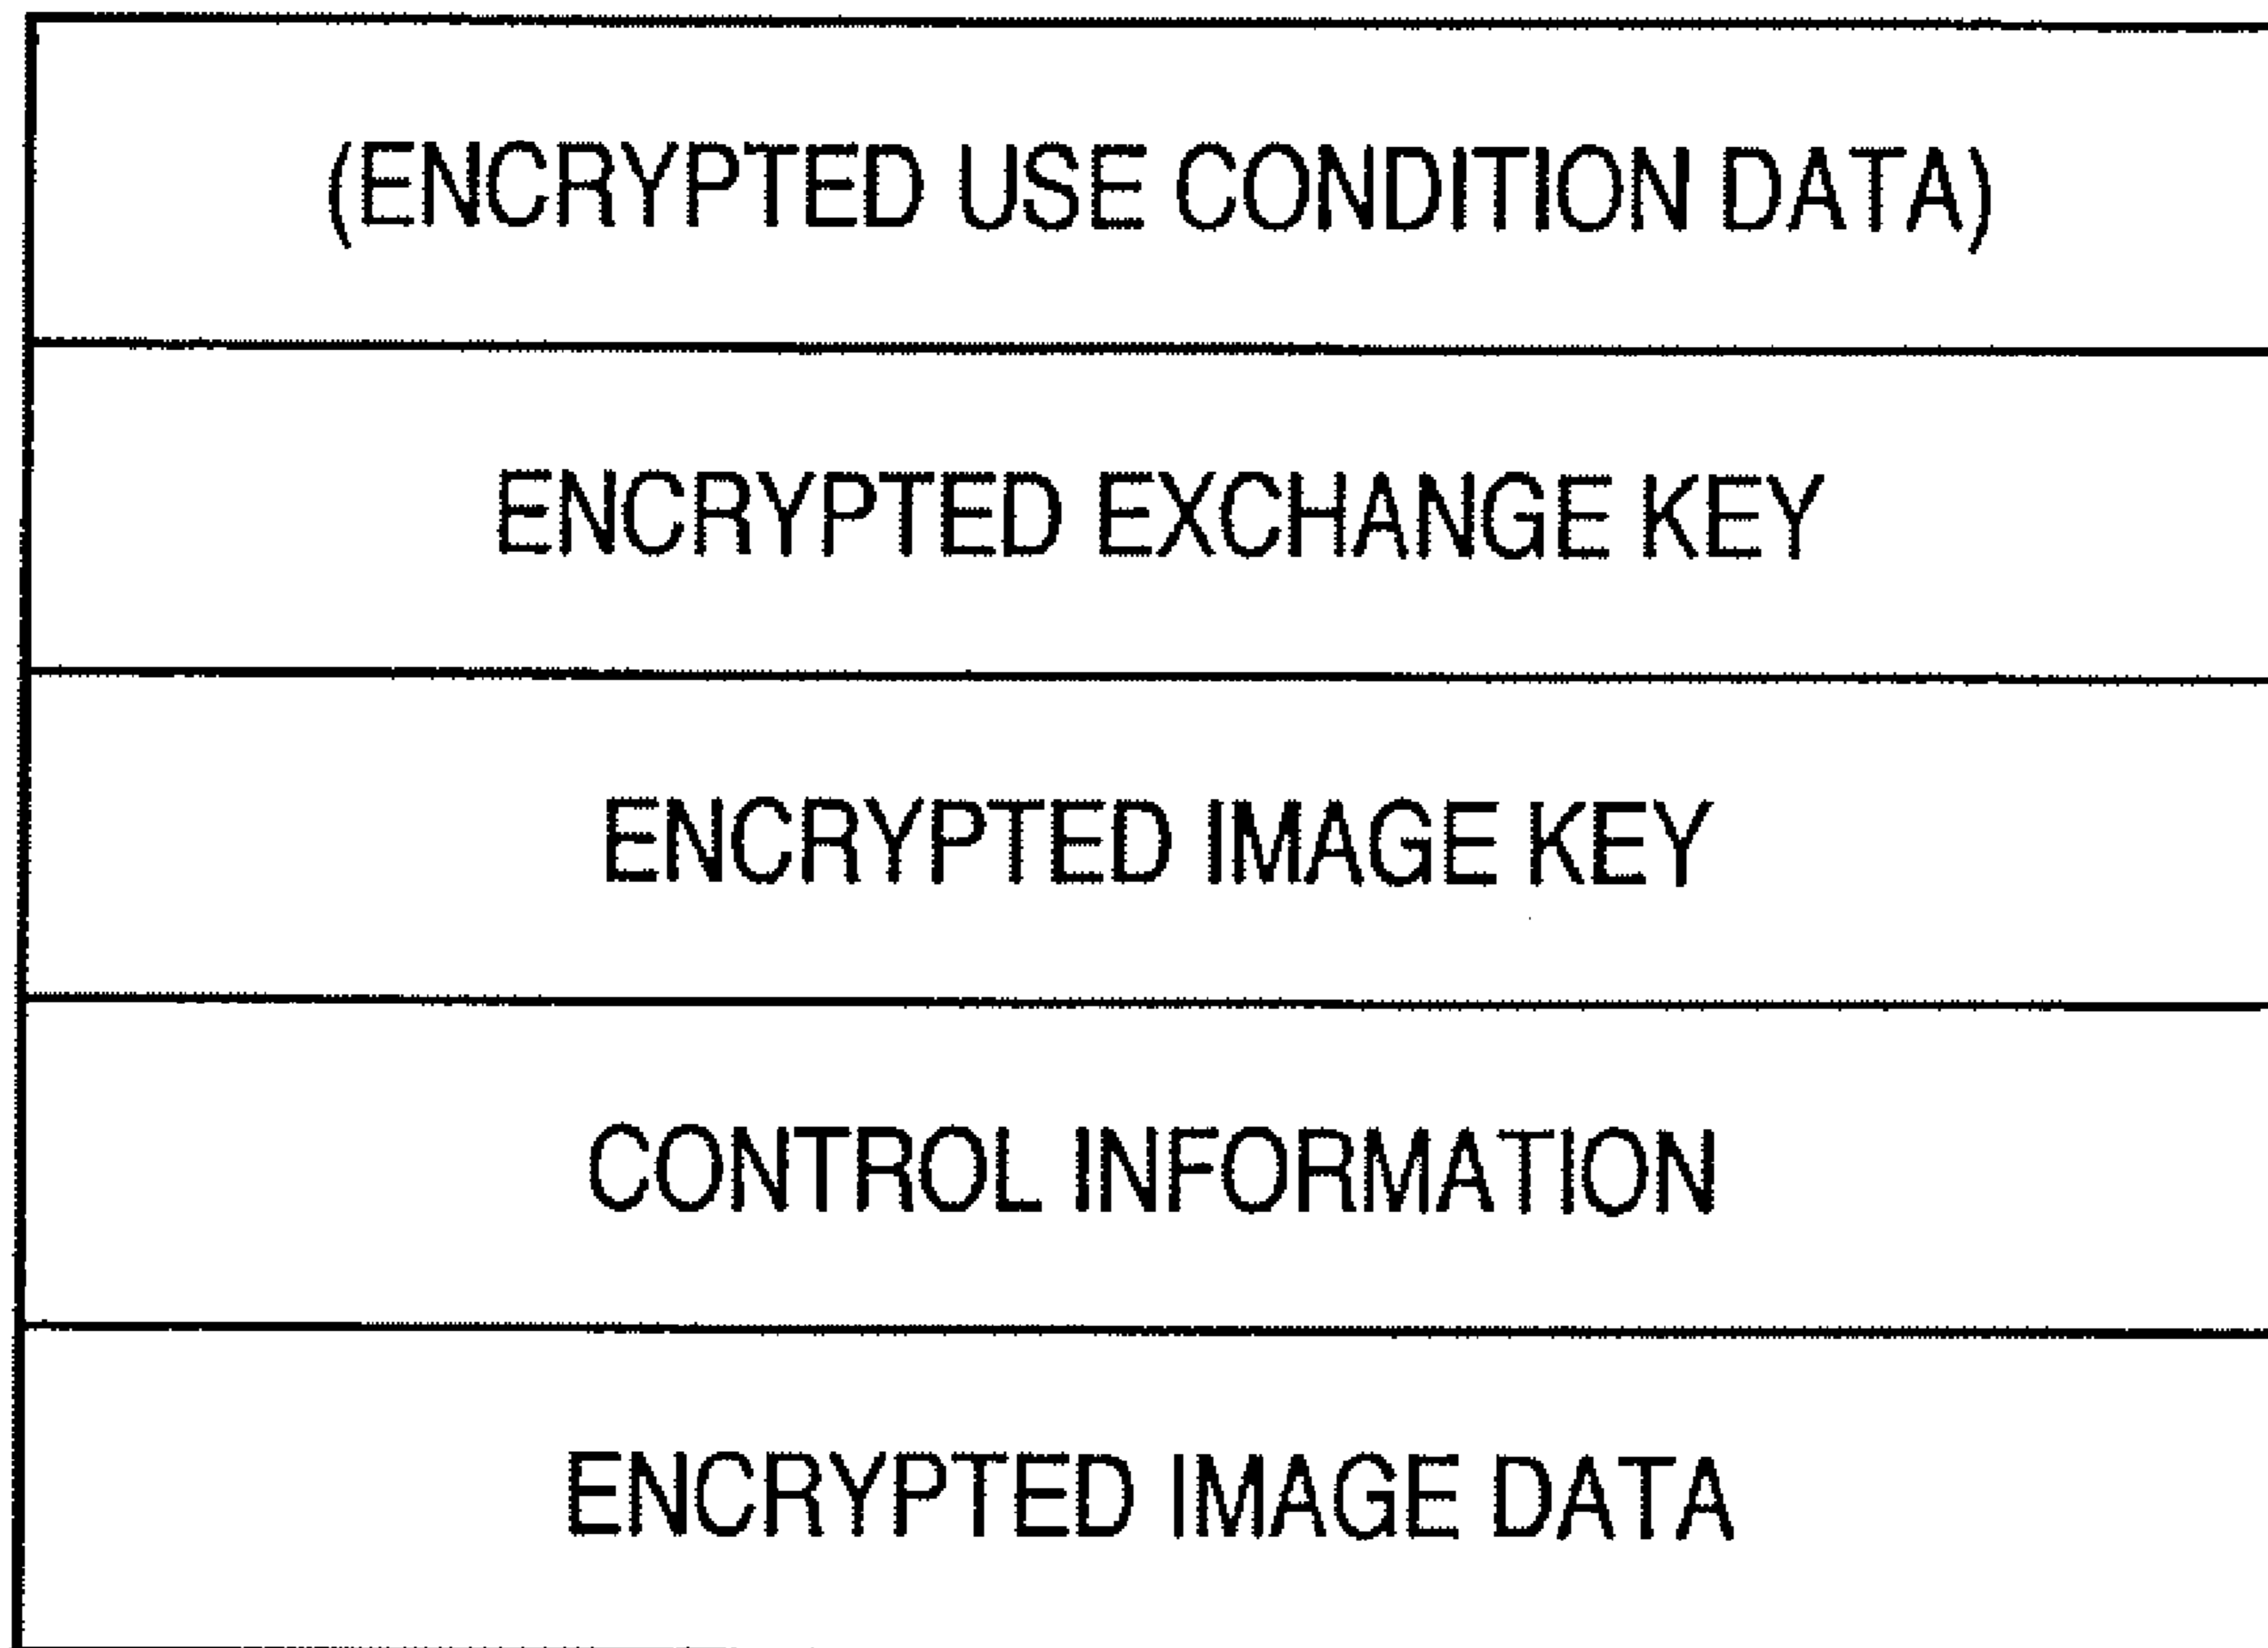 (ENCRYPTED USE CONDITION DATA)
ENCRYPTED EXCHANGE KEY
ENCRYPTED IMAGE KEY
CONTROL INFORMATION
ENCRYPTED IMAGE DATA